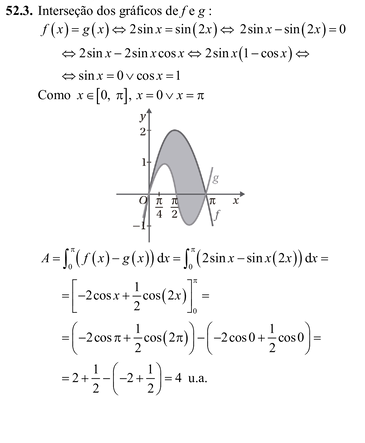 52.3. Interseção dos gráficos de f e g :
f(x) = g(x) ⇔ 2sin x = sin(2x) ⇔ 2sin x − sin(2x) = 0
⇔ 2sin x − 2sin x cos x ⇔ 2sin x(1 − cos x) ⇔
⇔ sin x = 0 ∨ cos x = 1
Como x ∈ [0, π], x = 0 ∨ x = π
y
2
1
g
O π/4 π/2 π x
−1 f
A = ∫₀^π (f(x) − g(x)) dx = ∫₀^π (2sin x − sin x(2x)) dx =
= [−2cos x + 1/2 cos(2x)]₀^π =
= (−2cos π + 1/2 cos(2π)) − (−2cos 0 + 1/2 cos 0) =
= 2 + 1/2 − (−2 + 1/2) = 4 u.a.